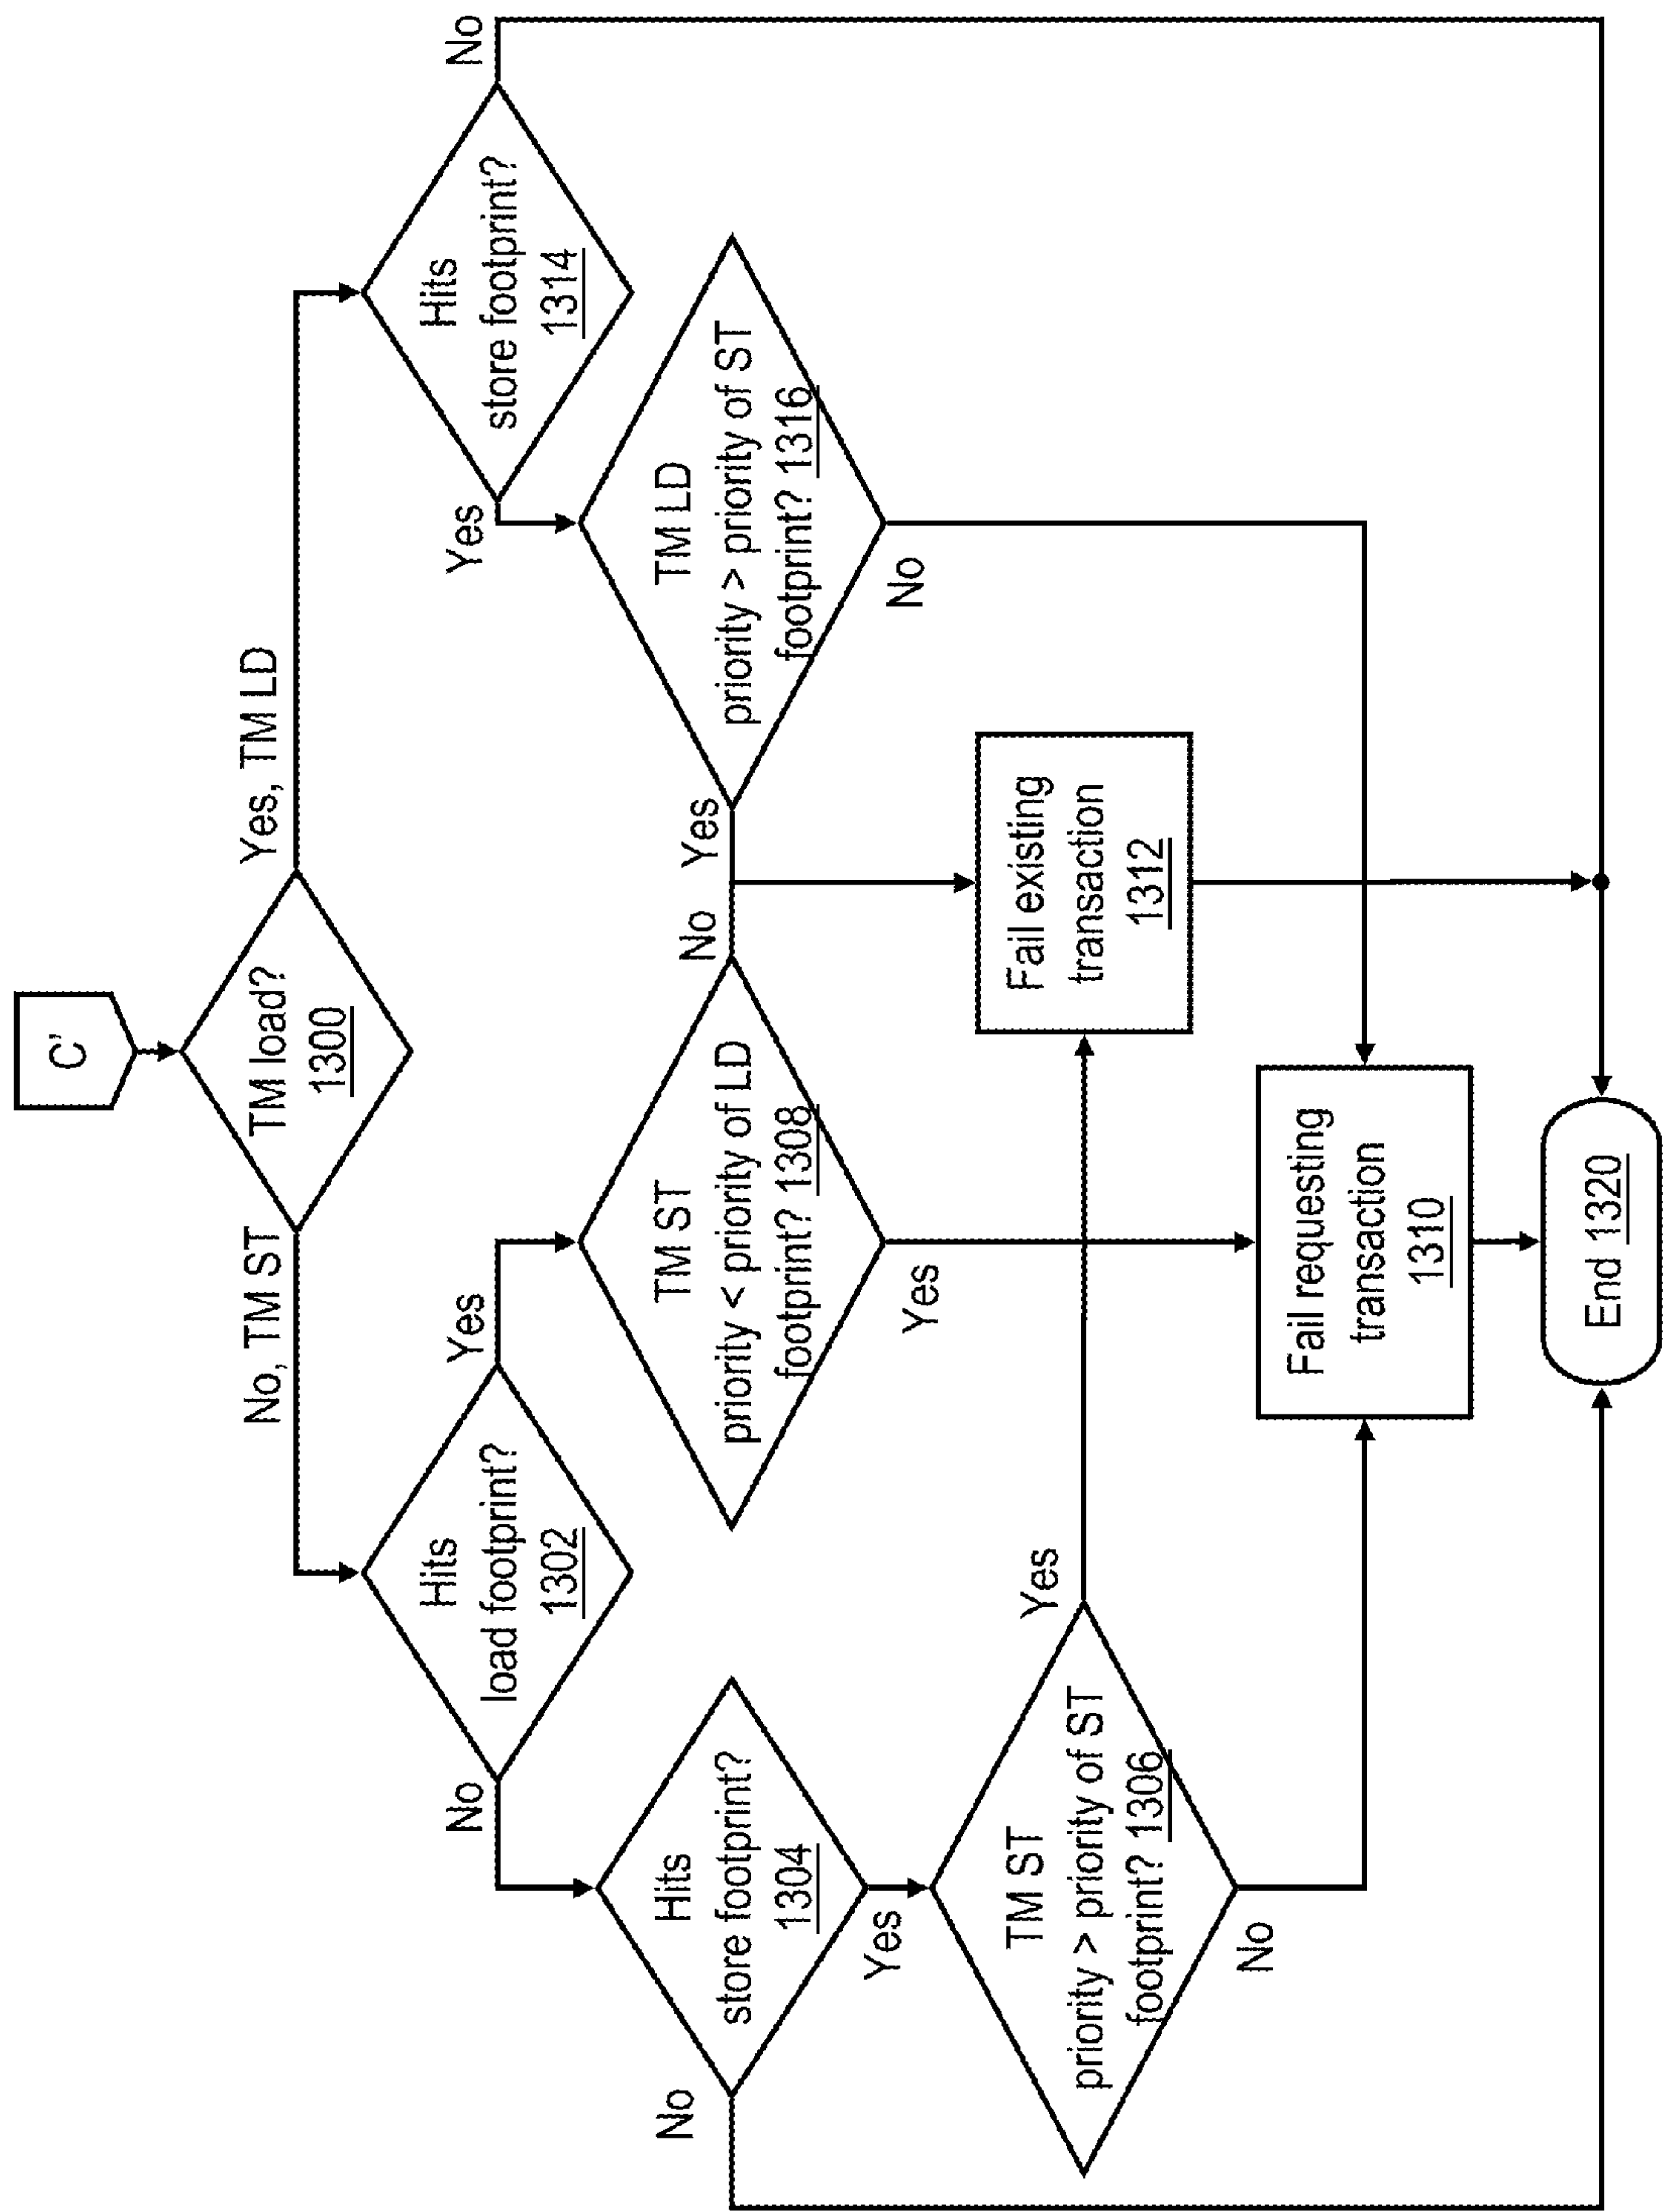 C'
TM load?
1300
No, TM ST
Yes, TM LD
Hits
load footprint?
1302
No
Yes
Hits
store footprint?
1314
Yes
No
Hits
store footprint?
1304
No
Yes
TM ST
priority < priority of LD
footprint? 1308
No
Yes
TM LD
priority > priority of ST
footprint? 1316
Yes
No
TM ST
priority > priority of ST
footprint? 1306
Yes
No
Fail existing
transaction
1312
Fail requesting
transaction
1310
End 1320